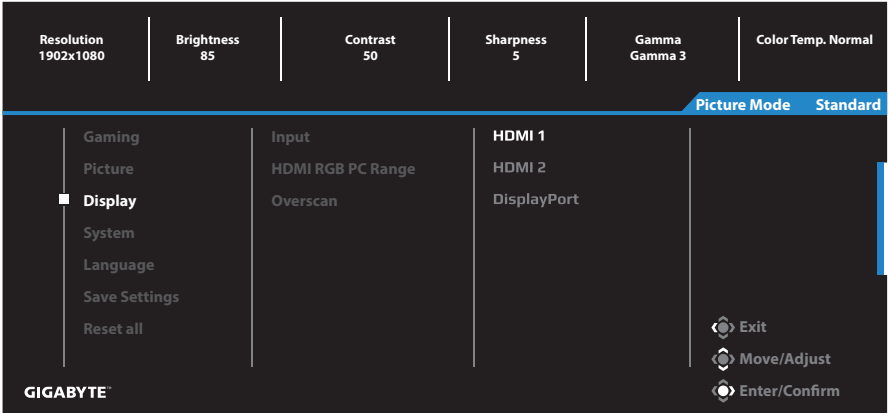 Resolution Brightness Contrast Sharpness Gamma Color Temp. Normal
1902x1080 85 50 5 Gamma 3
Picture Mode Standard
Gaming Input HDMI 1
Picture HDMI RGB PC Range HDMI 2
Display Overscan DisplayPort
System
Language
Save Settings
Reset all
Exit
Move/Adjust
GIGABYTE™ Enter/Confirm